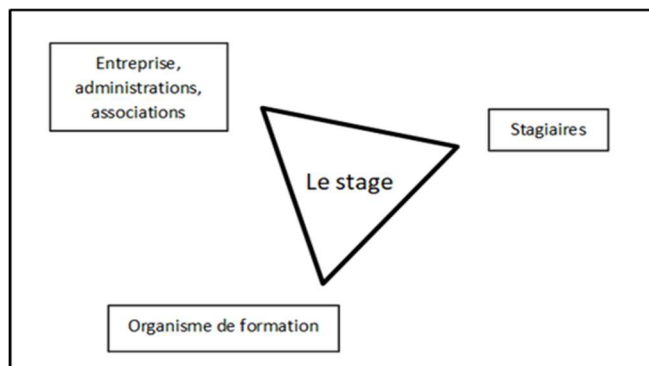 Entreprise,
administrations,
associations
Stagiaires
Le stage
Organisme de formation